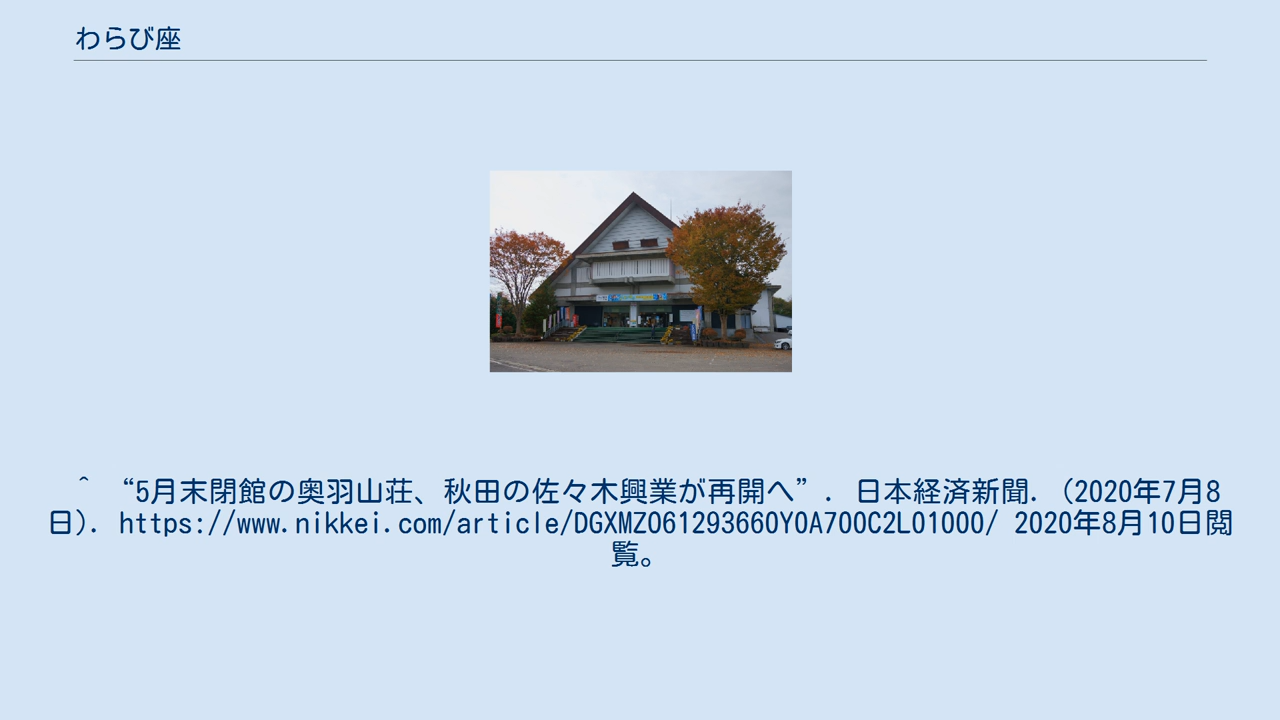 わらび座
^ “5月末閉館の奥羽山荘、秋田の佐々木興業が再開へ”. 日本経済新聞. (2020年7月8
日). https://www.nikkei.com/article/DGXMZO61293660Y0A700C2L01000/ 2020年8月10日閲
覧。